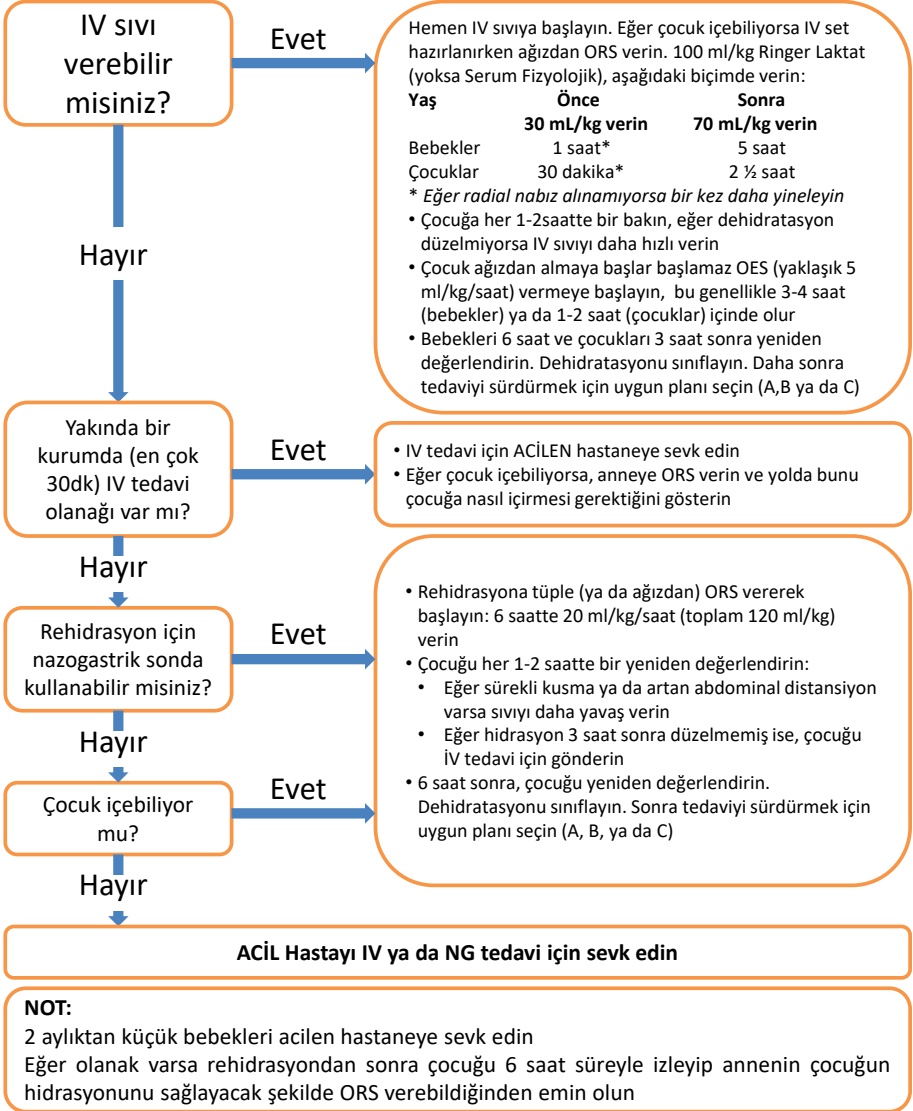 IV sıvı
verebilir
misiniz?
Evet
Hemen IV sıvıya başlayın. Eğer çocuk içebiliyorsa IV set
hazırlanırken ağızdan ORS verin. 100 ml/kg Ringer Laktat
(yoksa Serum Fizyolojik), aşağıdaki biçimde verin:
Yaş Önce Sonra
30 mL/kg verin 70 mL/kg verin
Bebekler 1 saat* 5 saat
Çocuklar 30 dakika* 2 ½ saat
* Eğer radial nabız alınamıyorsa bir kez daha yineleyin
• Çocuğa her 1-2saatte bir bakın, eğer dehidratasyon
düzelmiyorsa IV sıvıyı daha hızlı verin
• Çocuk ağızdan almaya başlar başlamaz OES (yaklaşık 5
ml/kg/saat) vermeye başlayın, bu genellikle 3-4 saat
(bebekler) ya da 1-2 saat (çocuklar) içinde olur
• Bebekleri 6 saat ve çocukları 3 saat sonra yeniden
değerlendirin. Dehidratasyonu sınıflayın. Daha sonra
tedaviyi sürdürmek için uygun planı seçin (A,B ya da C)
Hayır
Yakında bir
kurumda (en çok
30dk) IV tedavi
olanağı var mı?
Evet
• IV tedavi için ACİLEN hastaneye sevk edin
• Eğer çocuk içebiliyorsa, anneye ORS verin ve yolda bunu
çocuğa nasıl içirmesi gerektiğini gösterin
Hayır
Rehidrasyon için
nazogastrik sonda
kullanabilir misiniz?
Evet
• Rehidrasyona tüple (ya da ağızdan) ORS vererek
başlayın: 6 saatte 20 ml/kg/saat (toplam 120 ml/kg)
verin
• Çocuğu her 1-2 saatte bir yeniden değerlendirin:
• Eğer sürekli kusma ya da artan abdominal distansiyon
varsa sıvıyı daha yavaş verin
• Eğer hidrasyon 3 saat sonra düzelmemiş ise, çocuğu
İV tedavi için gönderin
• 6 saat sonra, çocuğu yeniden değerlendirin.
Dehidratasyonu sınıflayın. Sonra tedaviyi sürdürmek için
uygun planı seçin (A, B, ya da C)
Hayır
Çocuk içebiliyor
mu?
Evet
Hayır
ACİL Hastayı IV ya da NG tedavi için sevk edin
NOT:
2 aylıktan küçük bebekleri acilen hastaneye sevk edin
Eğer olanak varsa rehidrasyondan sonra çocuğu 6 saat süreyle izleyip annenin çocuğun
hidrasyonunu sağlayacak şekilde ORS verebildiğinden emin olun